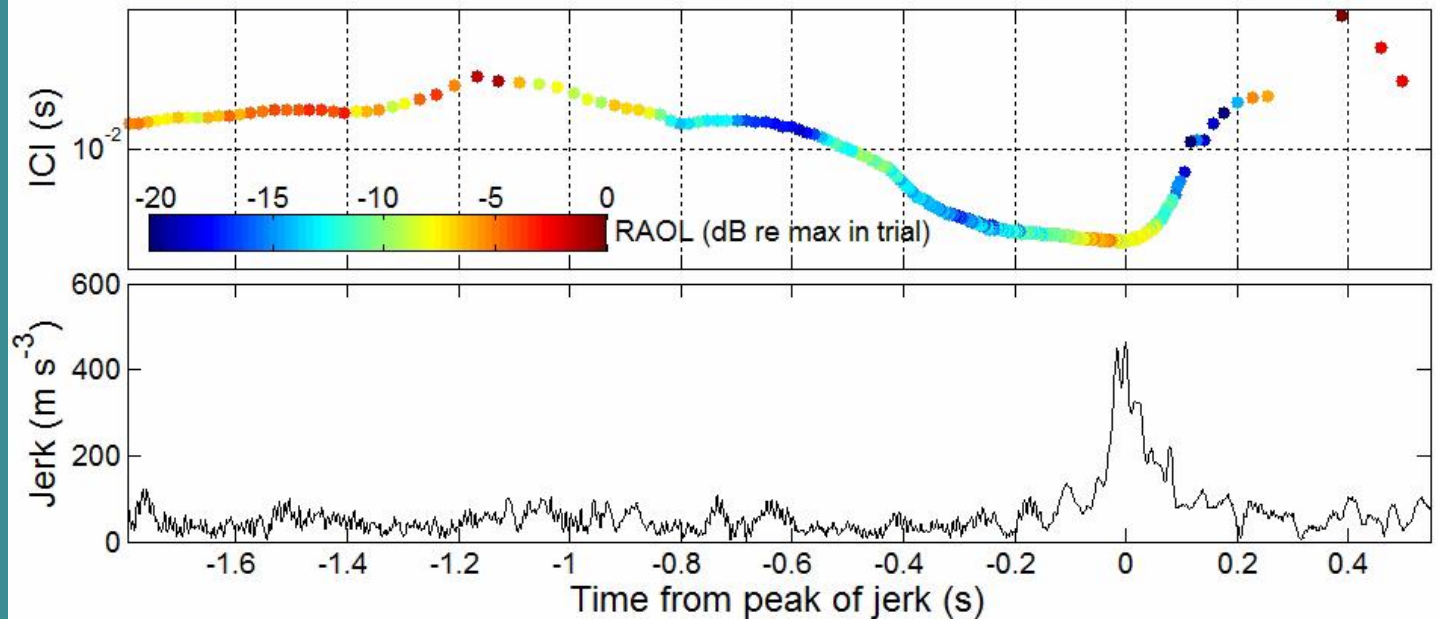 ICI (s)
10-2
-20 -15 -10 -5 0
RAOL (dB re max in trial)
Jerk (m s-3)
600
400
200
0
-1.6 -1.4 -1.2 -1 -0.8 -0.6 -0.4 -0.2 0 0.2 0.4
Time from peak of jerk (s)